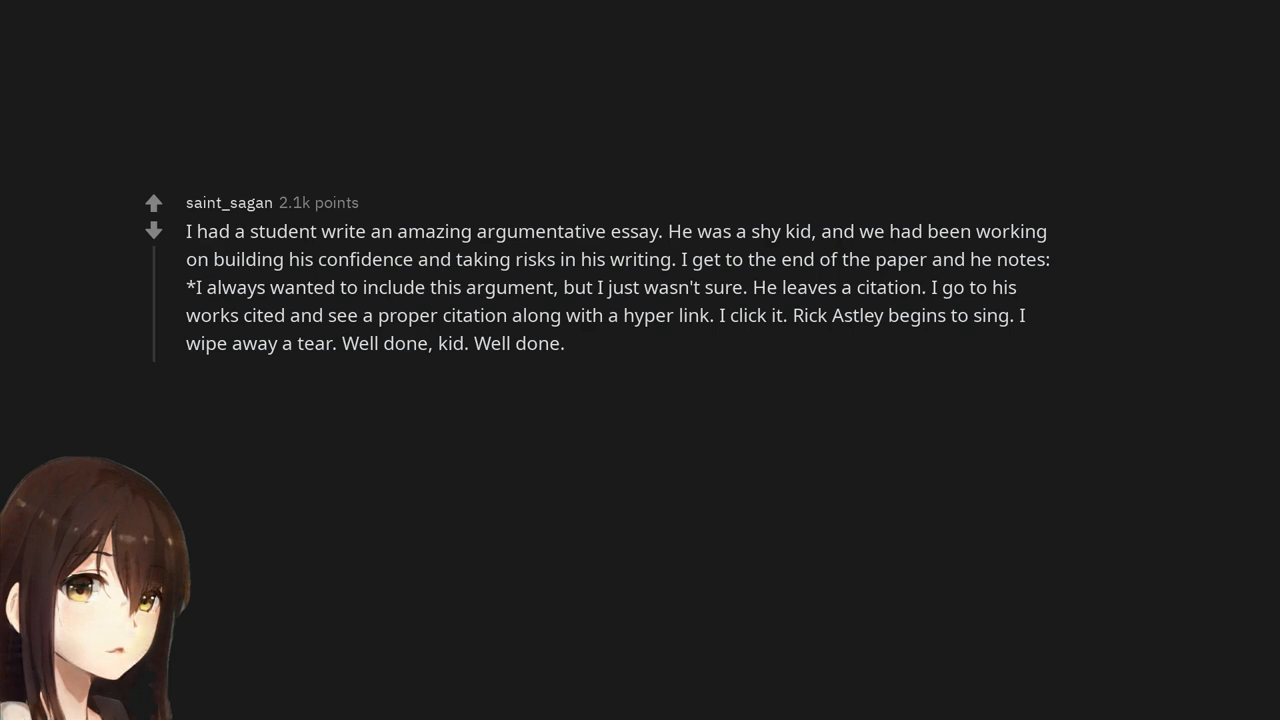 saint_sagan 2.1k points
I had a student write an amazing argumentative essay. He was a shy kid, and we had been working
on building his confidence and taking risks in his writing. I get to the end of the paper and he notes:
*I always wanted to include this argument, but I just wasn't sure. He leaves a citation. I go to his
works cited and see a proper citation along with a hyper link. I click it. Rick Astley begins to sing. I
wipe away a tear. Well done, kid. Well done.